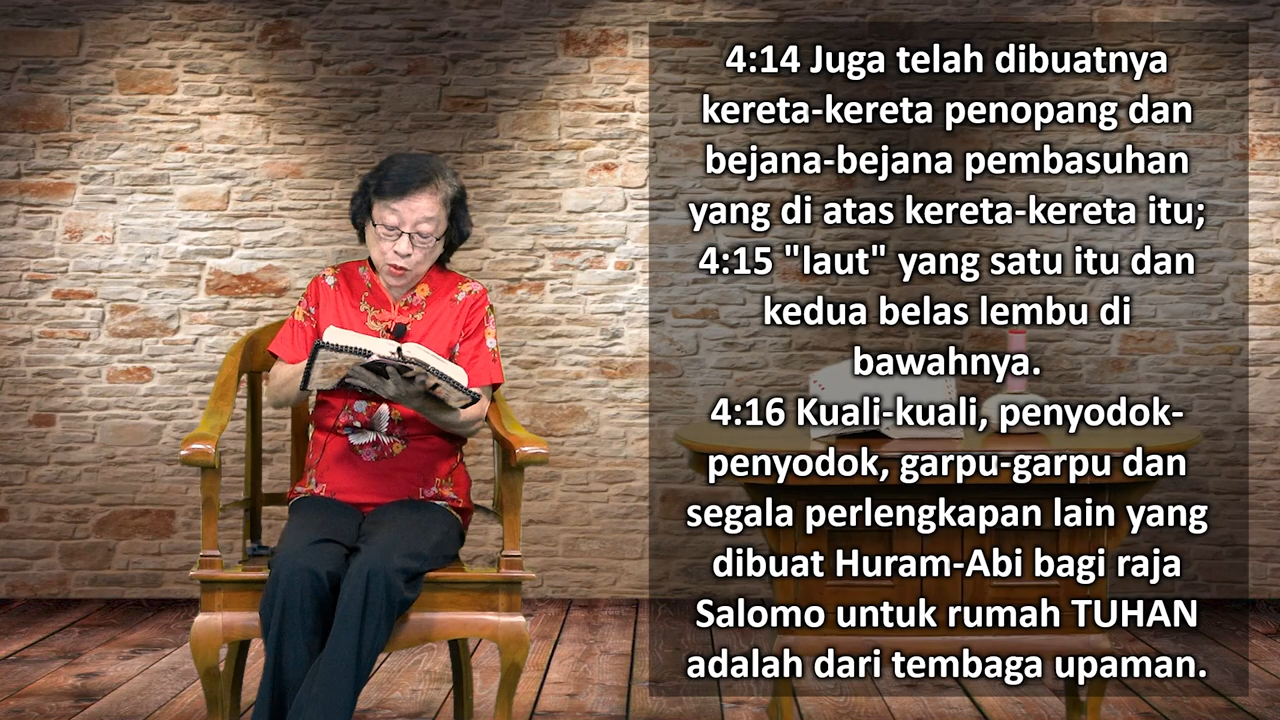 4:14 Juga telah dibuatnya
kereta-kereta penopang dan
bejana-bejana pembasuhan
yang di atas kereta-kereta itu;
4:15 "laut" yang satu itu dan
kedua belas lembu di
bawahnya.
4:16 Kuali-kuali, penyodok-
penyodok, garpu-garpu dan
segala perlengkapan lain yang
dibuat Huram-Abi bagi raja
Salomo untuk rumah TUHAN
adalah dari tembaga upaman.